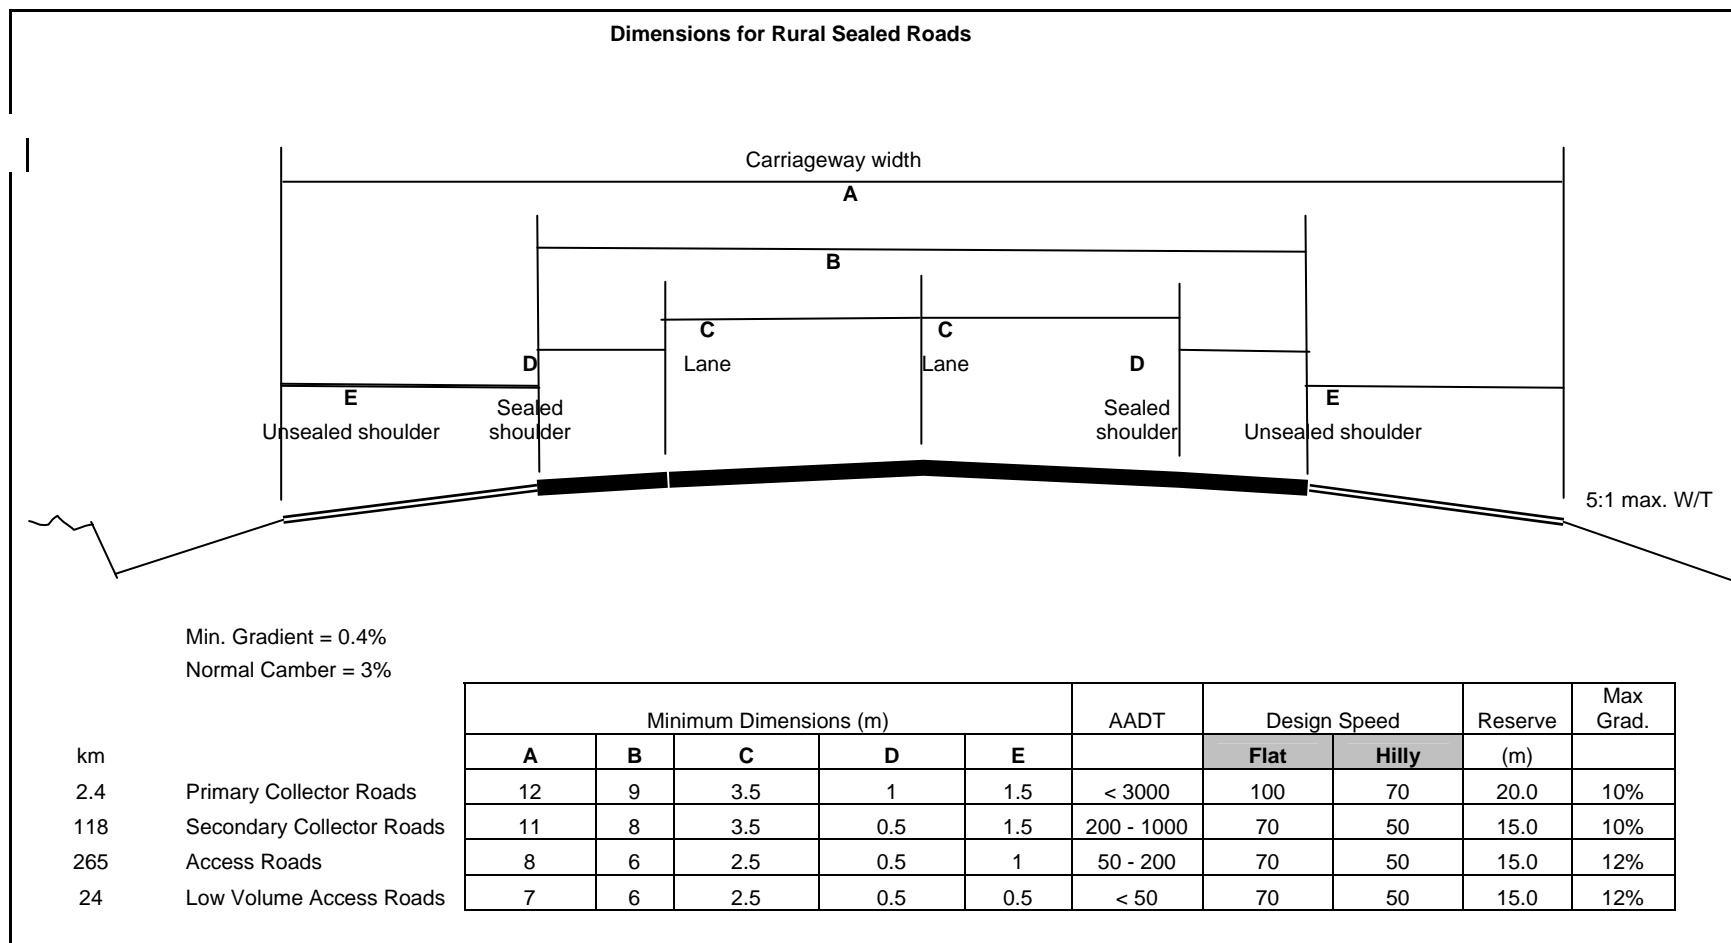 Dimensions for Rural Sealed Roads
Carriageway width
A
B
C C
D Lane Lane D
E E
Sealed Sealed
Unsealed shoulder shoulder shoulder Unsealed shoulder
5:1 max. W/T
Min. Gradient = 0.4%
Normal Camber = 3%
Max
Minimum Dimensions (m) AADT Design Speed Reserve Grad.
km A B C D E Flat Hilly (m)
2.4 Primary Collector Roads 12 9 3.5 1 1.5 < 3000 100 70 20.0 10%
118 Secondary Collector Roads 11 8 3.5 0.5 1.5 200 - 1000 70 50 15.0 10%
265 Access Roads 8 6 2.5 0.5 1 50 - 200 70 50 15.0 12%
24 Low Volume Access Roads 7 6 2.5 0.5 0.5 < 50 70 50 15.0 12%